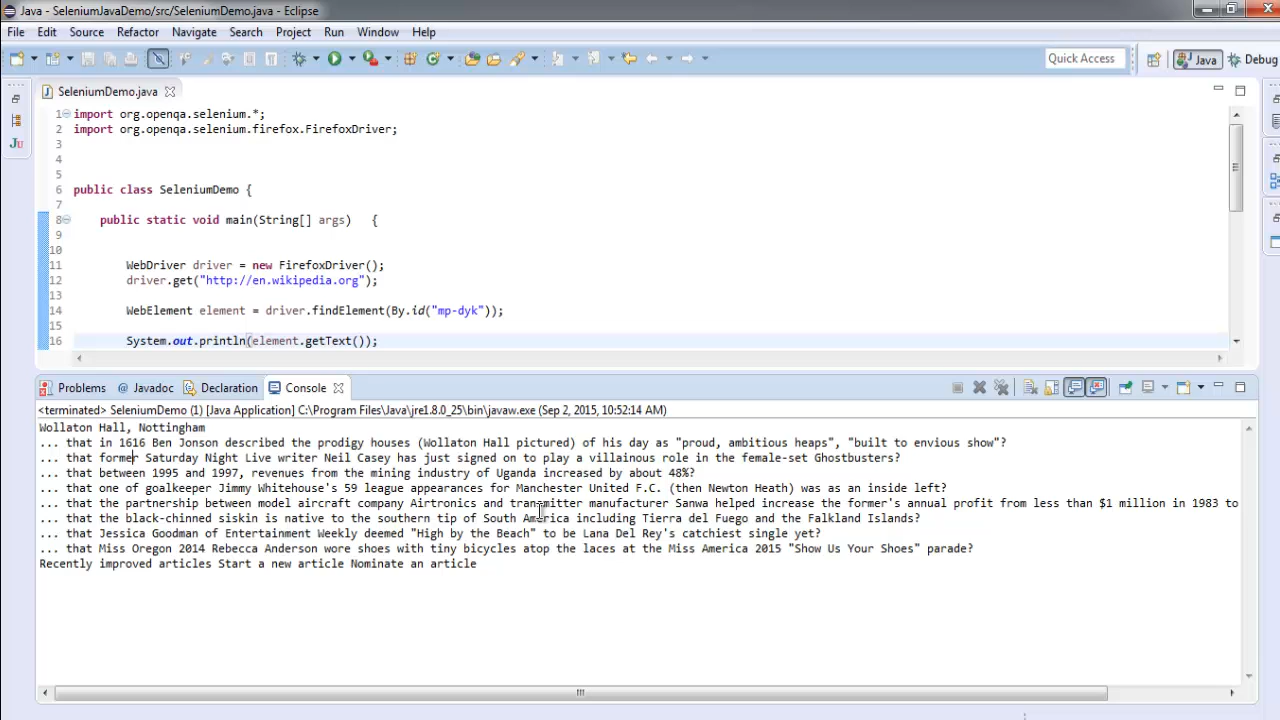 Java - SeleniumJavaDemo/src/SeleniumDemo.java - Eclipse
File Edit Source Refactor Navigate Search Project Run Window Help
Quick Access Java Debug
SeleniumDemo.java
1 import org.openqa.selenium.*;
2 import org.openqa.selenium.firefox.FirefoxDriver;
3
4
5
6 public class SeleniumDemo {
7
8 public static void main(String[] args) {
9
10
11 WebDriver driver = new FirefoxDriver();
12 driver.get("http://en.wikipedia.org");
13
14 WebElement element = driver.findElement(By.id("mp-dyk"));
15
16 System.out.println(element.getText());
Ju
Problems @ Javadoc Declaration Console
<terminated> SeleniumDemo (1) [Java Application] C:\Program Files\Java\jre1.8.0_25\bin\javaw.exe (Sep 2, 2015, 10:52:14 AM)
Wollaton Hall, Nottingham
... that in 1616 Ben Jonson described the prodigy houses (Wollaton Hall pictured) of his day as "proud, ambitious heaps", "built to envious show"?
... that former Saturday Night Live writer Neil Casey has just signed on to play a villainous role in the female-set Ghostbusters?
... that between 1995 and 1997, revenues from the mining industry of Uganda increased by about 48%?
... that one of goalkeeper Jimmy Whitehouse's 59 league appearances for Manchester United F.C. (then Newton Heath) was as an inside left?
... that the partnership between model aircraft company Airtronics and transmitter manufacturer Sanwa helped increase the former's annual profit from less than $1 million in 1983 to
... that the black-chinned siskin is native to the southern tip of South America including Tierra del Fuego and the Falkland Islands?
... that Jessica Goodman of Entertainment Weekly deemed "High by the Beach" to be Lana Del Rey's catchiest single yet?
... that Miss Oregon 2014 Rebecca Anderson wore shoes with tiny bicycles atop the laces at the Miss America 2015 "Show Us Your Shoes" parade?
Recently improved articles Start a new article Nominate an article